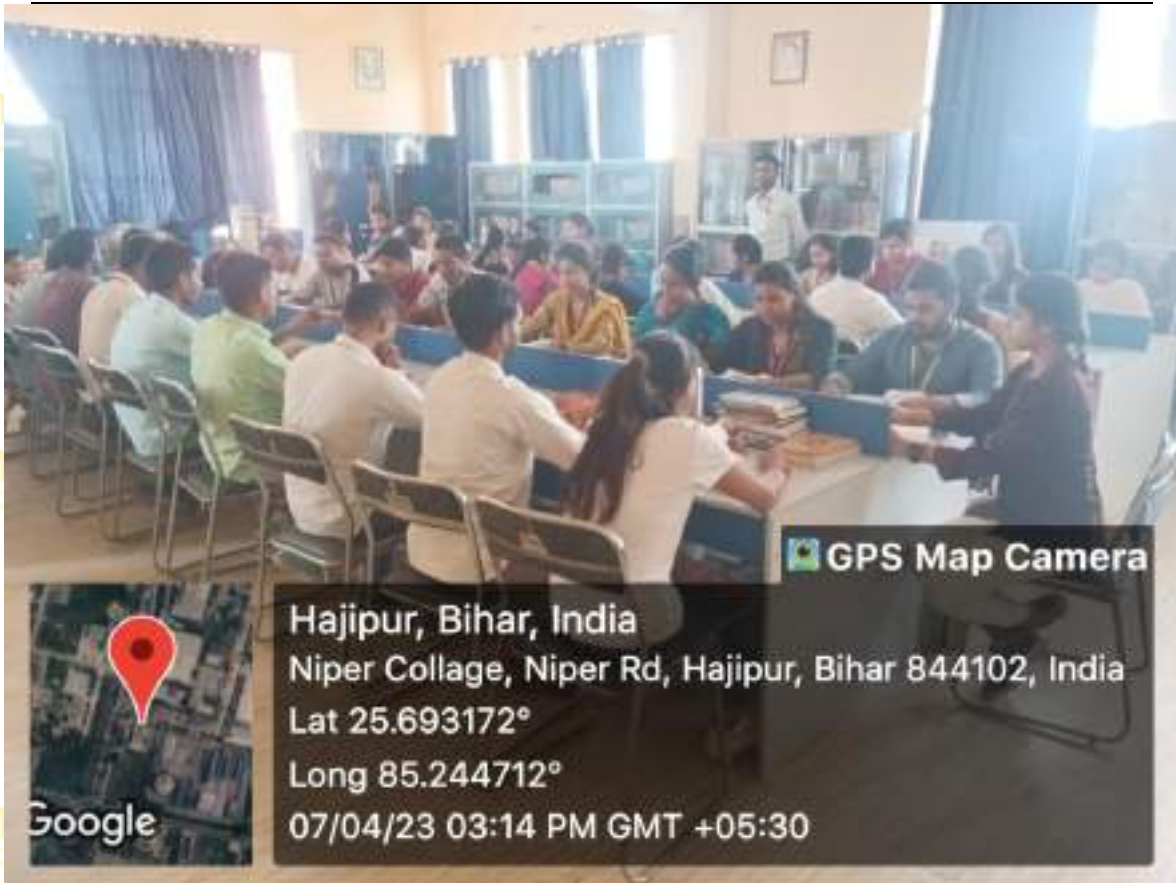 GPS Map Camera
Hajipur, Bihar, India
Niper Collage, Niper Rd, Hajipur, Bihar 844102, India
Lat 25.693172°
Long 85.244712°
07/04/23 03:14 PM GMT +05:30
Google